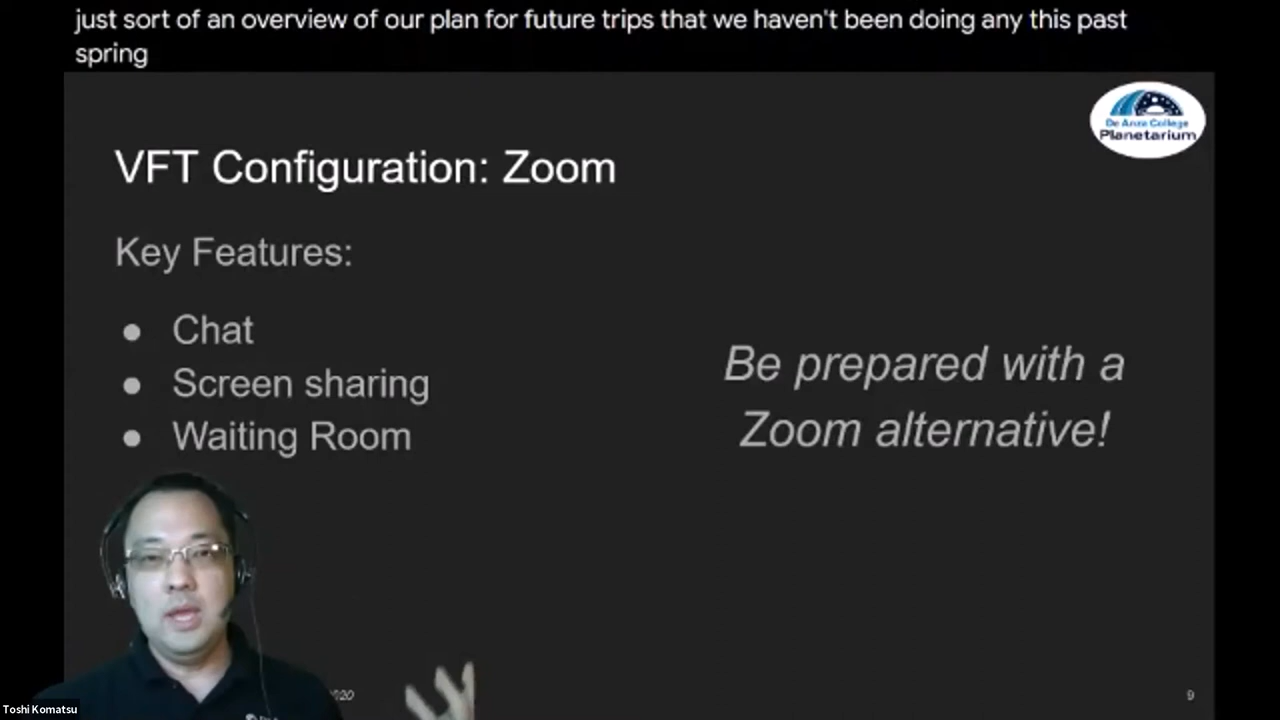 just sort of an overview of our plan for future trips that we haven't been doing any this past
spring
De Anza College
Planetarium
VFT Configuration: Zoom
Key Features:
● Chat
● Screen sharing
● Waiting Room
Be prepared with a
Zoom alternative!
Toshi Komatsu
9